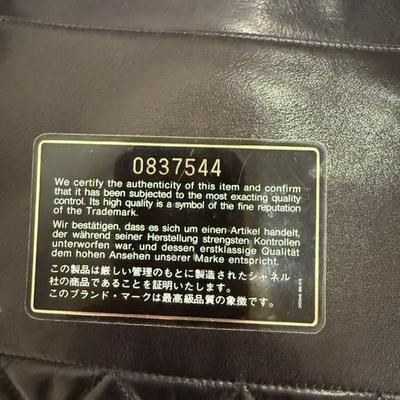 0837544
We certify the authenticity of this item and confirm
that it has been subjected to the most exacting quality
control. Its high quality is a symbol of the fine reputation
of the Trademark.
Wir bestätigen, dass es sich um einen Artikel handelt,
der während seiner Herstellung strengsten Kontrollen
unterworfen war, und dessen erstklassige Qualität
dem hohen Ansehen unserer Marke entspricht.
この製品は厳しい管理のもとに製造されたシャネル
社の商品であることを証明いたします。
このブランド・マークは最高級品質の象徴です。